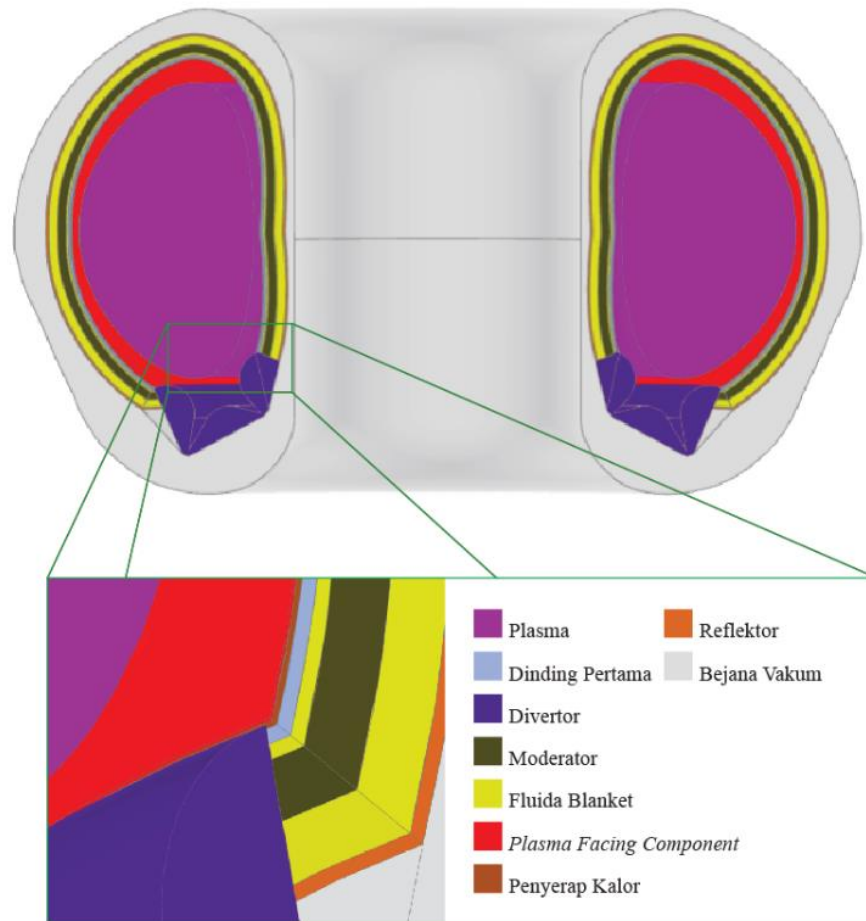 Plasma
Dinding Pertama
Divertor
Moderator
Fluida Blanket
Plasma Facing Component
Penyerap Kalor
Reflektor
Bejana Vakum